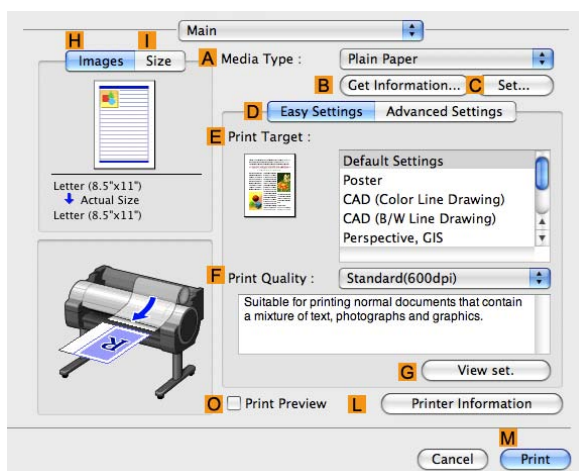 Main
H I
Images Size
A Media Type : Plain Paper
B Get Information... C Set...
D Easy Settings Advanced Settings
E Print Target :
Default Settings
Poster
CAD (Color Line Drawing)
CAD (B/W Line Drawing)
Perspective, GIS
Letter (8.5"x11")
Actual Size
Letter (8.5"x11")
F Print Quality : Standard(600dpi)
Suitable for printing normal documents that contain
a mixture of text, photographs and graphics.
G View set.
O Print Preview L Printer Information
M
Cancel Print